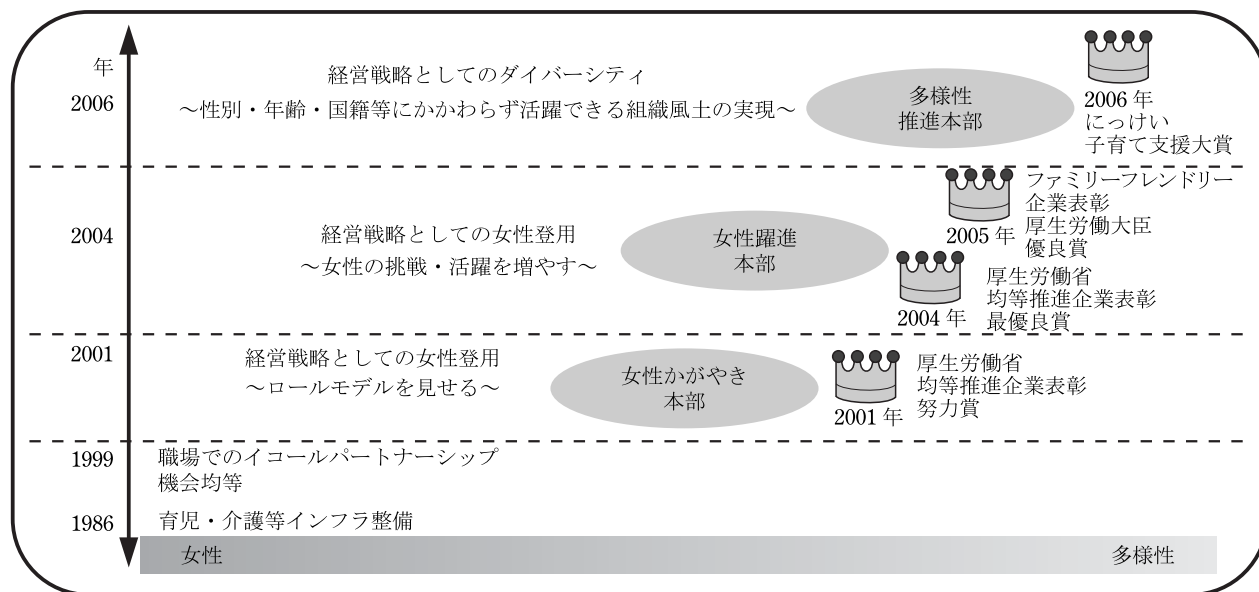 年
2006
経営戦略としてのダイバーシティ
～性別・年齢・国籍等にかかわらず活躍できる組織風土の実現～
多様性
推進本部
2006 年
にっけい
子育て支援大賞
2004
経営戦略としての女性登用
～女性の挑戦・活躍を増やす～
女性躍進
本部
2005 年
ファミリーフレンドリー
企業表彰
厚生労働大臣
優良賞
2004 年
厚生労働省
均等推進企業表彰
最優良賞
2001
経営戦略としての女性登用
～ロールモデルを見せる～
女性かがやき
本部
2001 年
厚生労働省
均等推進企業表彰
努力賞
1999
職場でのイコールパートナーシップ
機会均等
1986
育児・介護等インフラ整備
女性
多様性